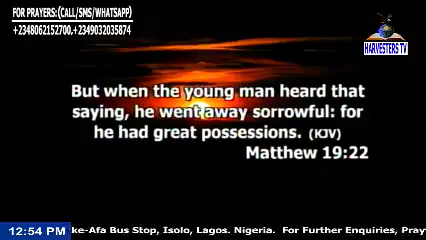 FOR PRAYERS:(CALL/SMS/WHATSAPP)
+2348062152700,+2349032035874
HARVESTERS TV
But when the young man heard that
saying, he went away sorrowful: for
he had great possessions. (KJV)
Matthew 19:22
12:54 PM
ke-Afa Bus Stop, Isolo, Lagos. Nigeria. For Further Enquiries, Pray